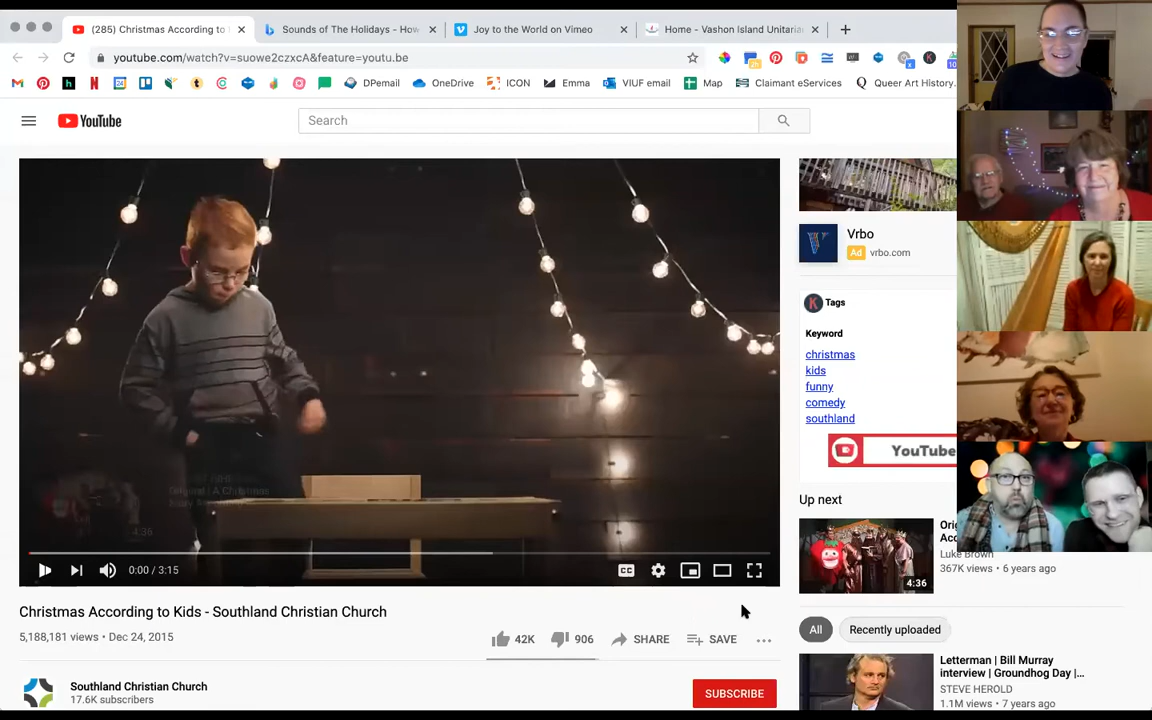 (285) Christmas According to
Sounds of The Holidays - How
Joy to the World on Vimeo
Home - Vashon Island Unitarian
youtube.com/watch?v=suowe2czxcA&feature=youtu.be
DPemail
OneDrive
ICON
Emma
VIUF email
Map
Claimant eServices
Queer Art History.
YouTube
Search
Vrbo
Ad vrbo.com
Tags
Keyword
christmas
kids
funny
comedy
southland
YouTube
Up next
4:36
0:00 / 3:15
CC
Christmas According to Kids - Southland Christian Church
5,188,181 views • Dec 24, 2015
42K
906
SHARE
SAVE
Southland Christian Church
17.6K subscribers
SUBSCRIBE
Luke Brown
367K views • 6 years ago
4:36
All
Recently uploaded
Letterman | Bill Murray
interview | Groundhog Day |...
STEVE HEROLD
1.1M views • 7 years ago